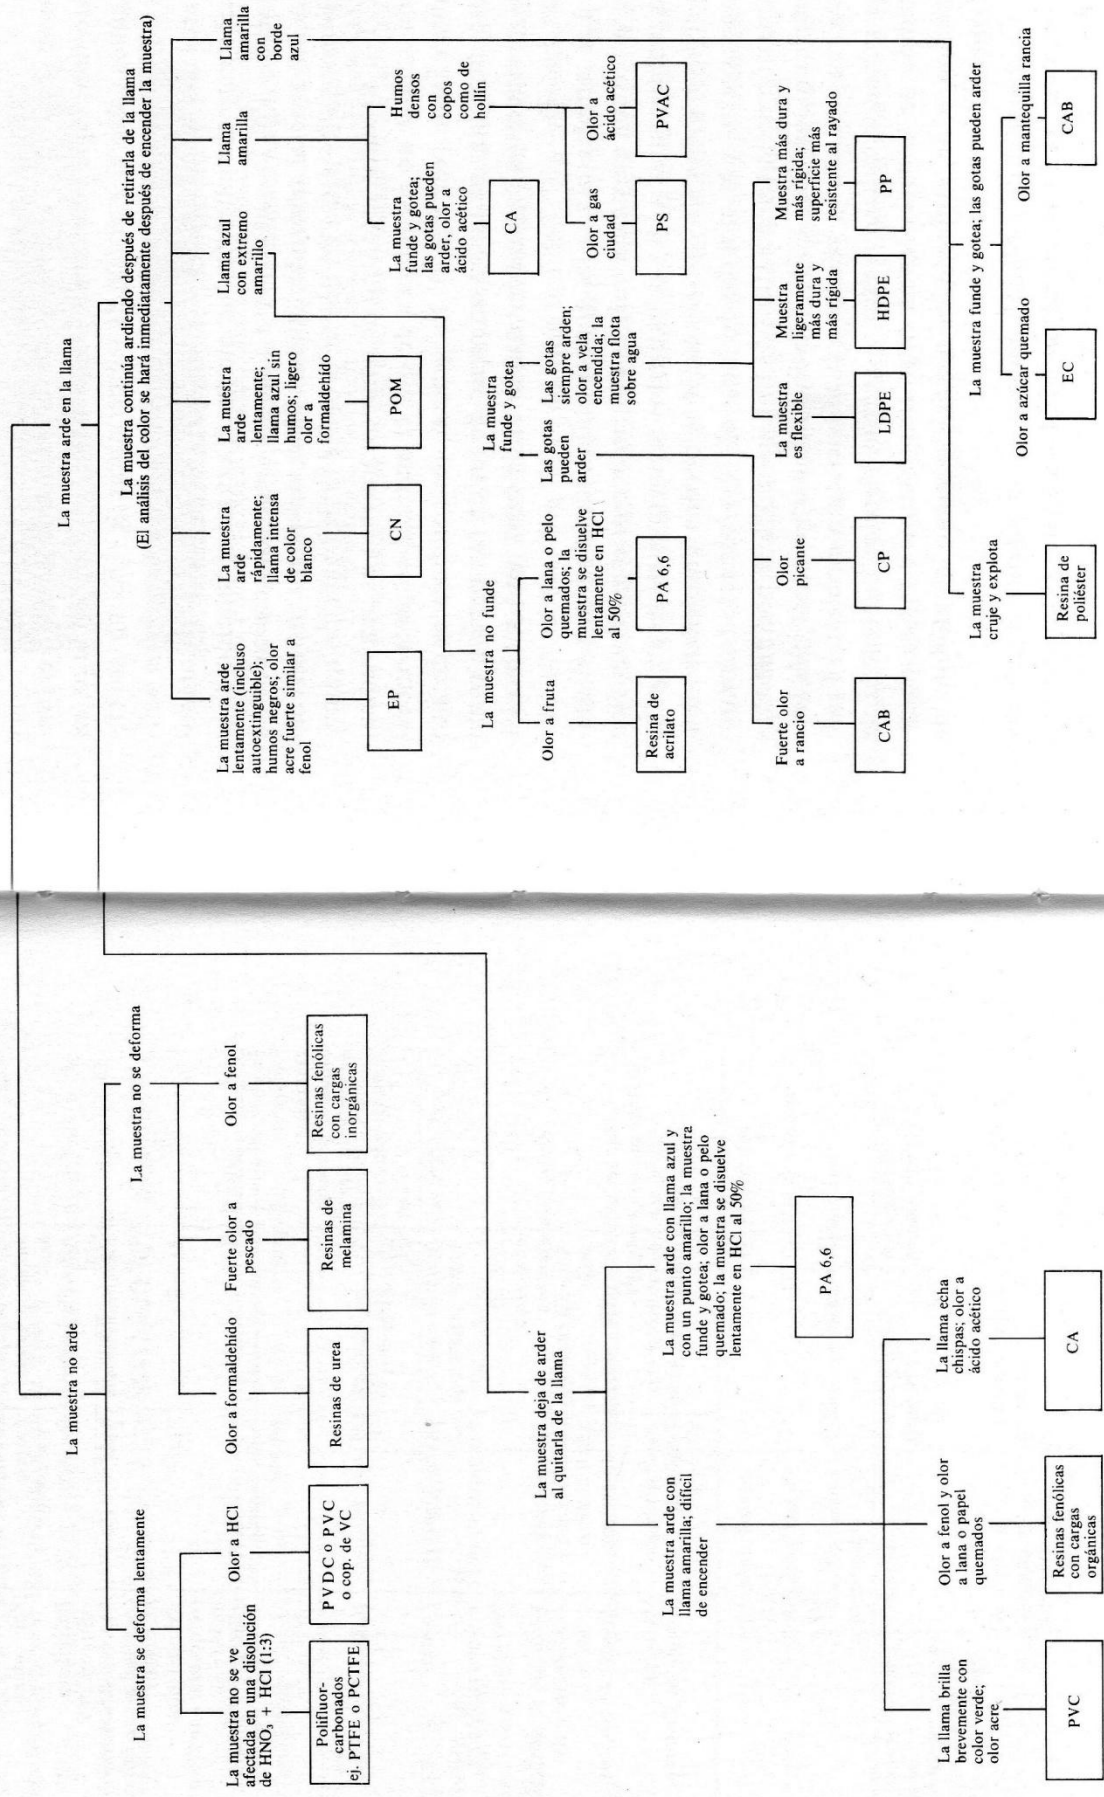 La muestra no arde
La muestra se deforma lentamente
La muestra no se ve
afectada en una disolución
de HNO₃ + HCl (1:3)
Polifluor-
carbonados
ej. PTFE o PCTFE
Olor a HCl
PVDC o PVC
o cop. de VC
La muestra no se deforma
Olor a formaldehído
Resinas de urea
Fuerte olor a
pescado
Resinas de
melamina
Olor a fenol
Resinas fenólicas
con cargas
inorgánicas
La muestra arde en la llama
La muestra deja de arder
al quitarla de la llama
La muestra arde con
llama amarilla; difícil
de encender
La llama brilla
brevemente con
color verde;
olor acre
PVC
Olor a fenol y olor
a lana o papel
quemados
Resinas fenólicas
con cargas
orgánicas
La llama echa
chispas; olor a
ácido acético
CA
La muestra arde con llama azul y
con un punto amarillo; la muestra
funde y gotea; olor a lana o pelo
quemado; la muestra se disuelve
lentamente en HCl al 50%
PA 6,6
La muestra continúa ardiendo después de retirarla de la llama
(El análisis del color se hará inmediatamente después de encender la muestra)
La muestra arde
lentamente (incluso
autoextinguible);
humos negros; olor
acre fuerte similar a
fenol
EP
La muestra
arde
rápidamente;
llama intensa
de color
blanco
CN
La muestra
arde
lentamente;
llama azul sin
humos; ligero
olor a
formaldehído
POM
Llama azul
con extremo
amarillo
La muestra no funde
Olor a fruta
Resina de
acrilato
Olor a lana o pelo
quemados; la
muestra se disuelve
lentamente en HCl
al 50%
PA 6,6
La muestra
funde y gotea
Las gotas
pueden
arder
Fuerte olor
a rancio
CAB
Olor
picante
CP
Las gotas
siempre arden;
olor a vela
encendida; la
muestra flota
sobre agua
La muestra
es flexible
LDPE
Muestra
ligeramente
más dura y
más rígida
HDPE
Muestra más dura y
más rígida;
superficie más
resistente al rayado
PP
Llama
amarilla
La muestra
funde y gotea;
las gotas pueden
arder, olor a
ácido acético
CA
Humos
densos
con
copos
como de
hollín
Olor a gas
ciudad
PS
Olor a
ácido acético
PVAC
Llama
amarilla
con
borde
azul
La muestra
cruje y explota
Resina de
poliéster
La muestra funde y gotea; las gotas pueden arder
Olor a azúcar quemado
EC
Olor a mantequilla rancia
CAB